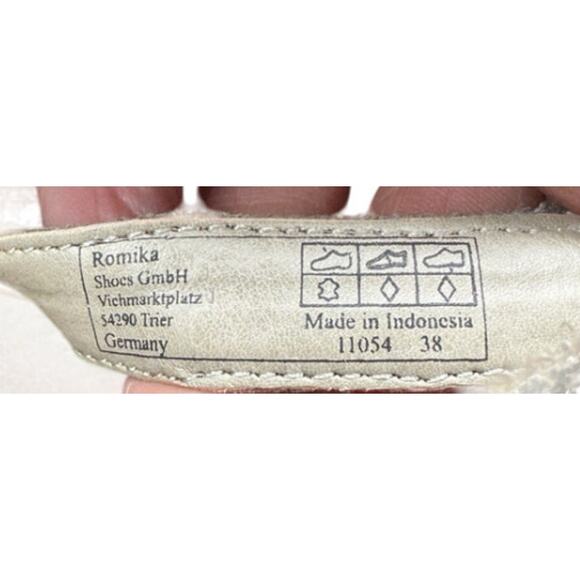 Romika
Shoes GmbH
Viehmarktplatz
54290 Trier
Germany
Made in Indonesia
11054 38